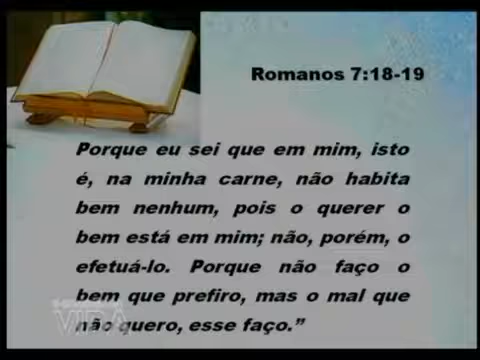 Romanos 7:18-19
Porque eu sei que em mim, isto
é, na minha carne, não habita
bem nenhum, pois o querer o
bem está em mim; não, porém, o
efetuá-lo. Porque não faço o
bem que prefiro, mas o mal que
não quero, esse faço.”
VIDA